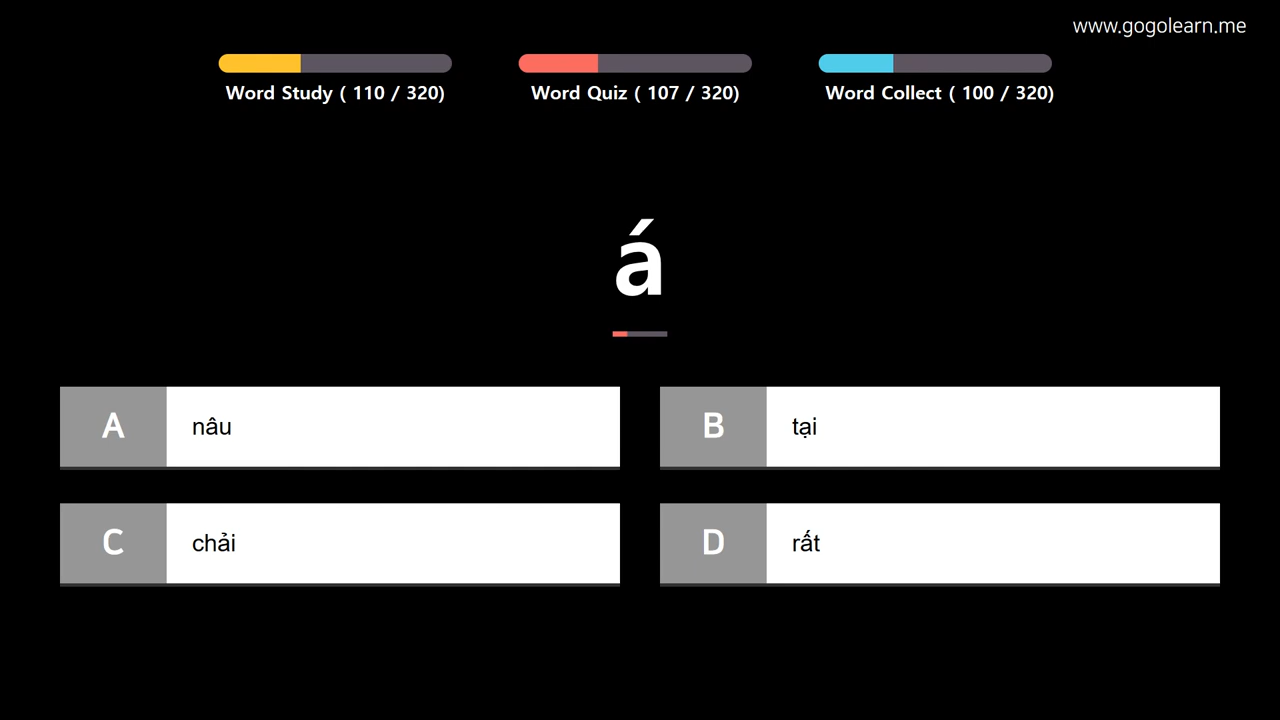 www.gogolearn.me
Word Study ( 110 / 320)
Word Quiz ( 107 / 320)
Word Collect ( 100 / 320)
á
A nâu
B tại
C chải
D rất